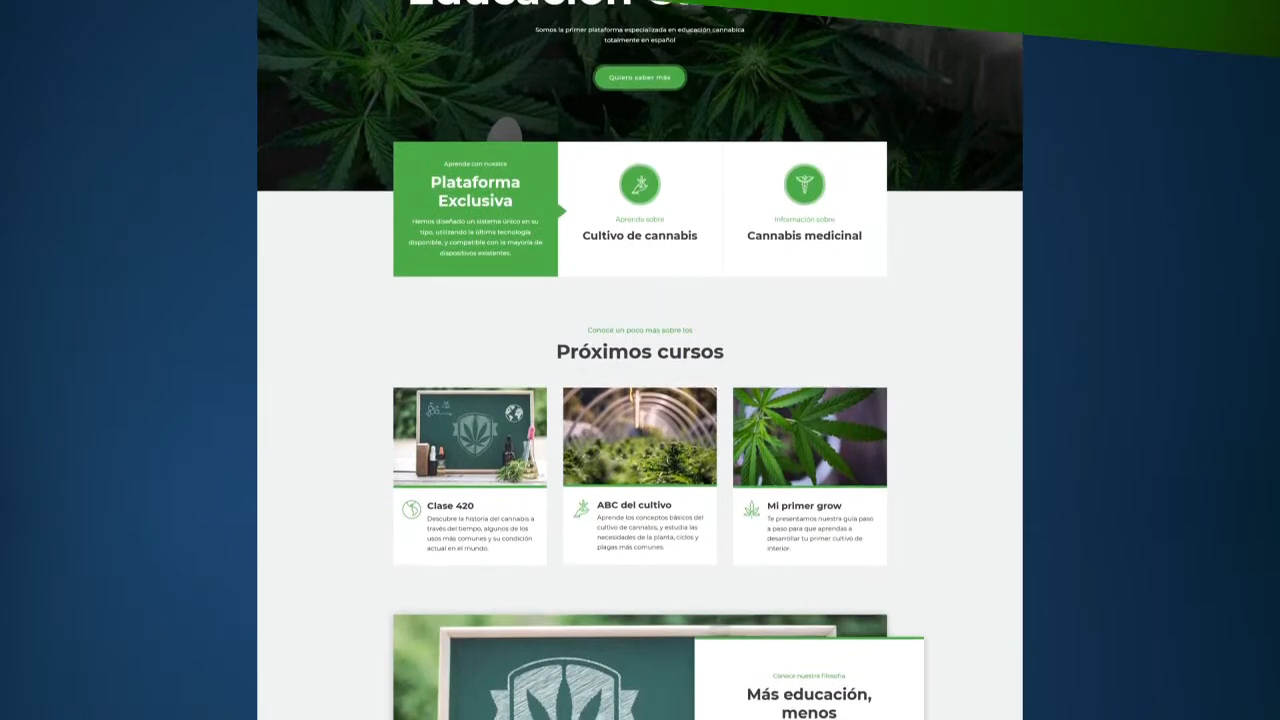 Educación
Somos la primer plataforma especializada en educación cannabica
totalmente en español
Quiero saber más
Aprende con nuestra
Plataforma
Exclusiva
Hemos diseñado un sistema único en su
tipo, utilizando la última tecnología
disponible, y compatible con la mayoría de
dispositivos existentes.
Aprende sobre
Cultivo de cannabis
Información sobre
Cannabis medicinal
Conoce un poco más sobre los
Próximos cursos
Clase 420
Descubre la historia del cannabis a
través del tiempo, algunos de los
usos más comunes y su condición
actual en el mundo.
ABC del cultivo
Aprende los conceptos básicos del
cultivo de cannabis, y estudia las
necesidades de la planta, ciclos y
plagas más comunes.
Mi primer grow
Te presentamos nuestra guía paso
a paso para que aprendas a
desarrollar tu primer cultivo de
interior.
Conoce nuestra filosofía
Más educación,
menos